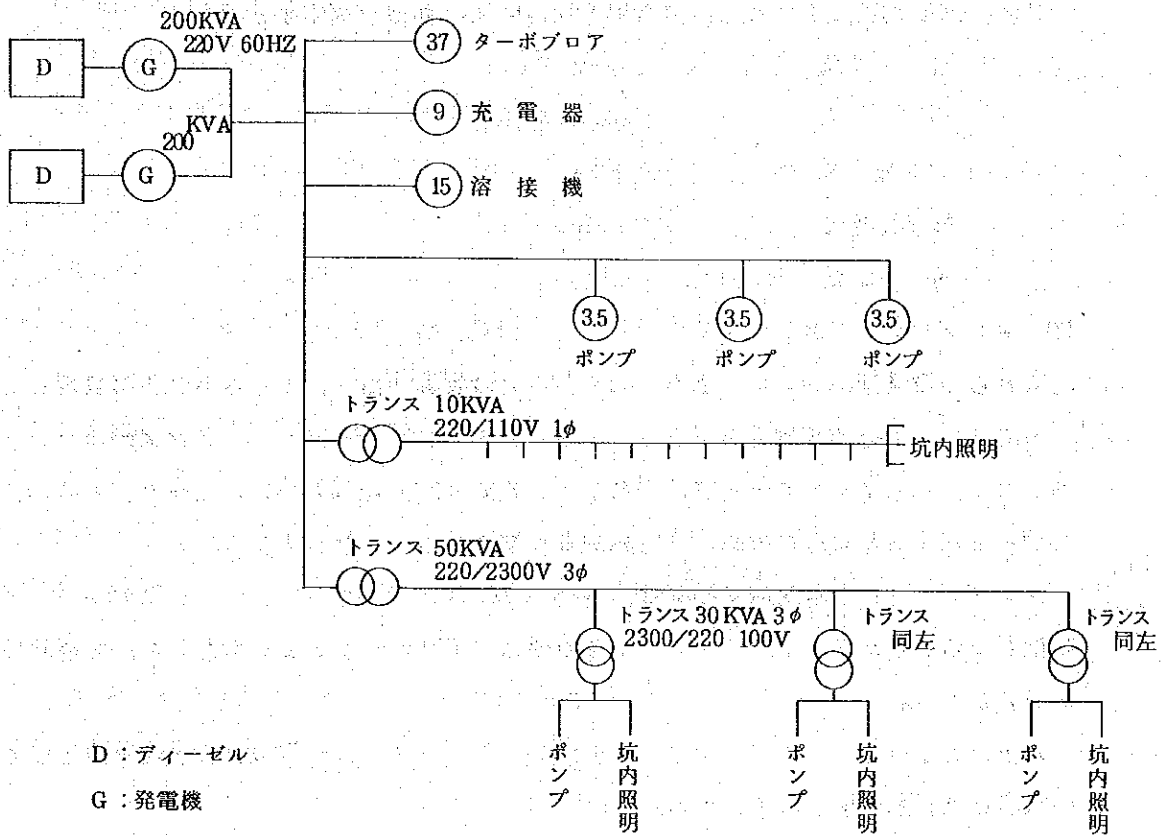 200KVA
220V 60HZ
D
G
37 ターボブロア
9 充電器
KVA
200
D
G
15 溶接機
3.5
3.5
3.5
ポンプ
ポンプ
ポンプ
トランス 10KVA
220/110V 1φ
坑内照明
トランス 50KVA
220/2300V 3φ
トランス 30KVA 3φ
2300/220 100V
トランス
同左
トランス
同左
ポンプ
坑内照明
ポンプ
坑内照明
ポンプ
坑内照明
D：ディーゼル
G：発電機